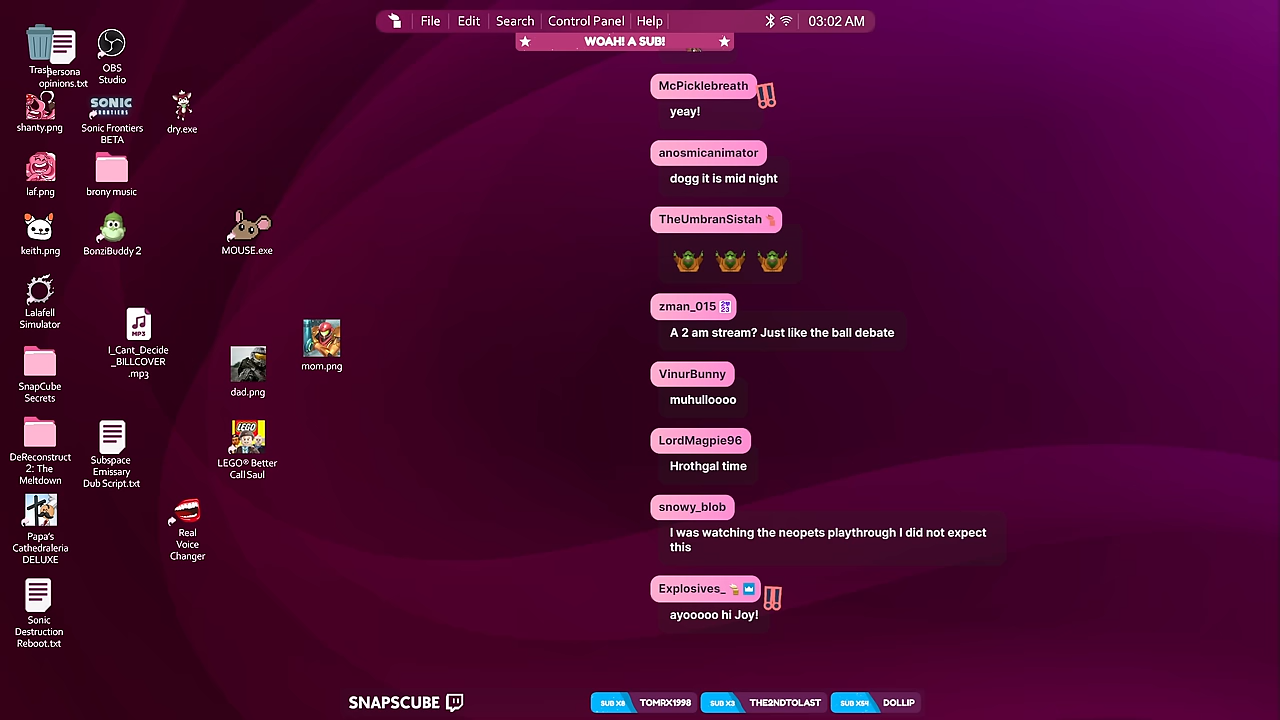 File Edit Search Control Panel Help 03:02 AM
WOAH! A SUB!
Trash
persona
opinions.txt
OBS
Studio
shanty.png
SONIC
FRONTIERS
Sonic Frontiers
BETA
dry.exe
laf.png
brony music
keith.png
BonziBuddy 2
MOUSE.exe
Lalafell
Simulator
MP3
I_Cant_Decide
_BILLCOVER
.mp3
dad.png
mom.png
SnapCube
Secrets
DeReconstruct
2: The
Meltdown
Subspace
Emissary
Dub Script.txt
LEGO
LEGO® Better
Call Saul
Papa's
Cathedraleria
DELUXE
Real
Voice
Changer
Sonic
Destruction
Reboot.txt
McPicklebreath
yeay!
anosmicanimator
dogg it is mid night
TheUmbranSistah
zman_015
A 2 am stream? Just like the ball debate
VinurBunny
muhulloooo
LordMagpie96
Hrothgal time
snowy_blob
I was watching the neopets playthrough I did not expect
this
Explosives_
ayooooo hi Joy!
SNAPSCUBE
SUB X8 TOMRX1998 SUB X3 THE2NDTOLAST SUB X54 DOLLIP